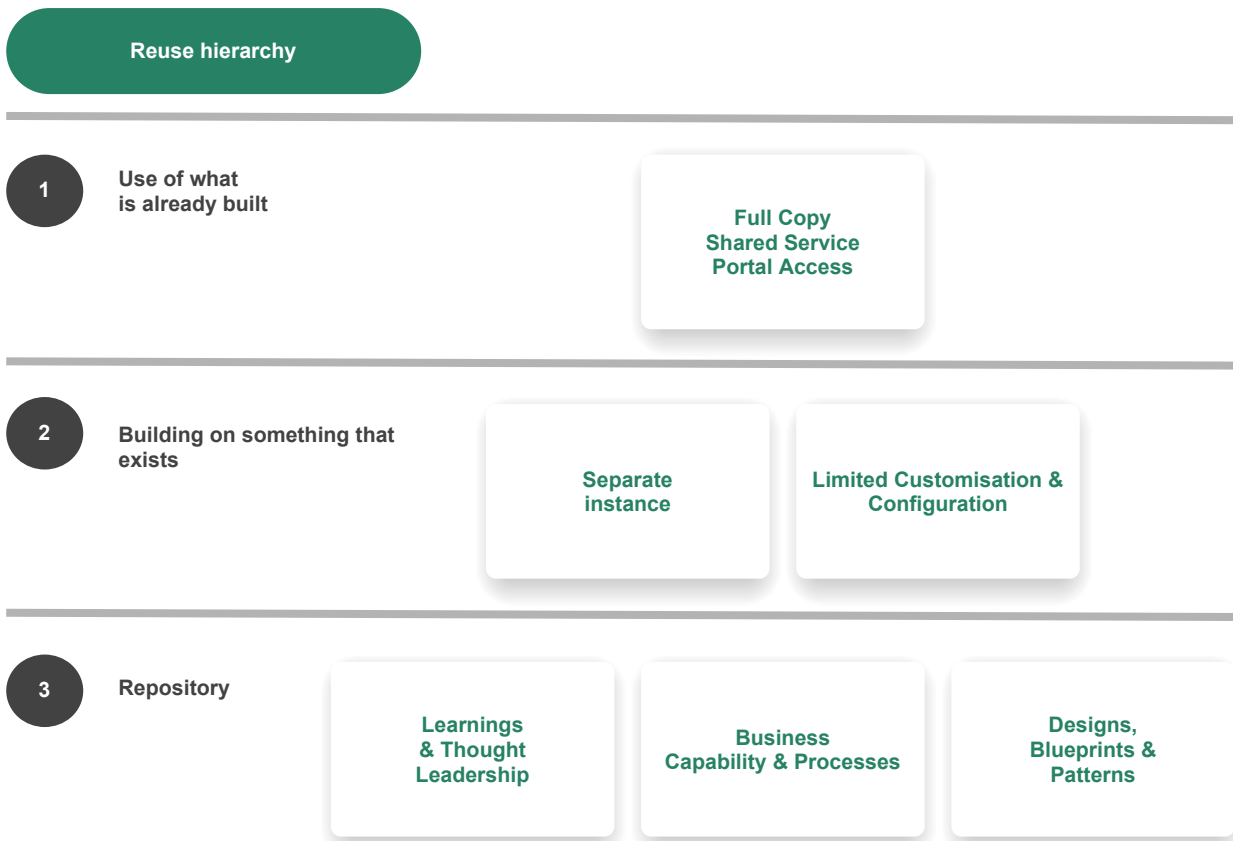 Reuse hierarchy
1
Use of what
is already built
Full Copy
Shared Service
Portal Access
2
Building on something that
exists
Separate
instance
Limited Customisation &
Configuration
3
Repository
Learnings
& Thought
Leadership
Business
Capability & Processes
Designs,
Blueprints &
Patterns